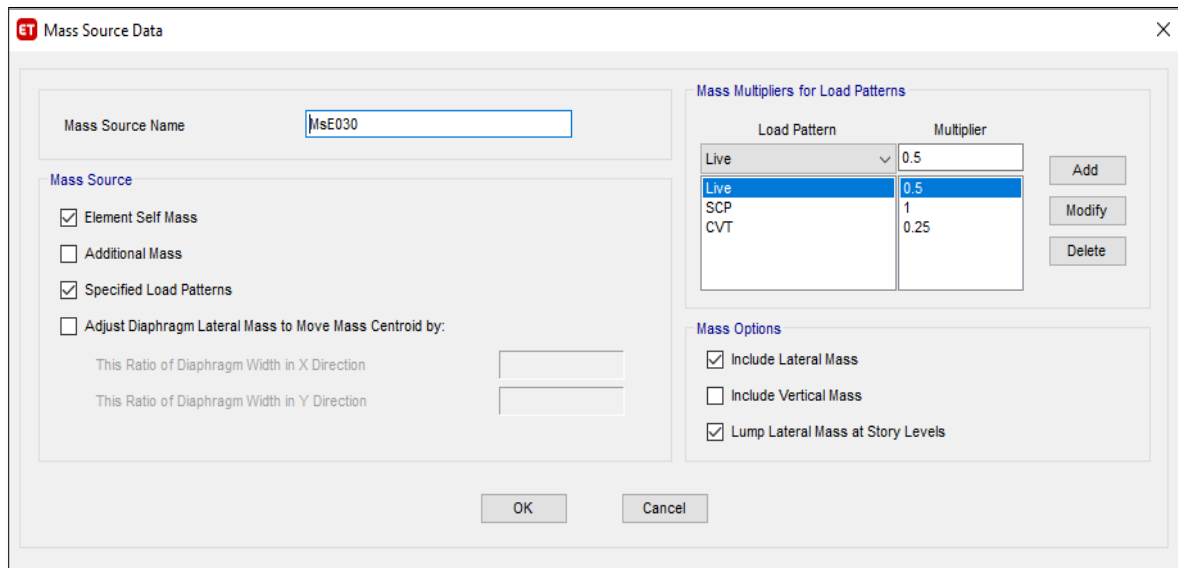 ET Mass Source Data
Mass Source Name MsE030
Mass Source
Element Self Mass
Additional Mass
Specified Load Patterns
Adjust Diaphragm Lateral Mass to Move Mass Centroid by:
This Ratio of Diaphragm Width in X Direction
This Ratio of Diaphragm Width in Y Direction
Mass Multipliers for Load Patterns
Load Pattern Multiplier
Live 0.5
Live 0.5
SCP 1
CVT 0.25
Add
Modify
Delete
Mass Options
Include Lateral Mass
Include Vertical Mass
Lump Lateral Mass at Story Levels
OK Cancel